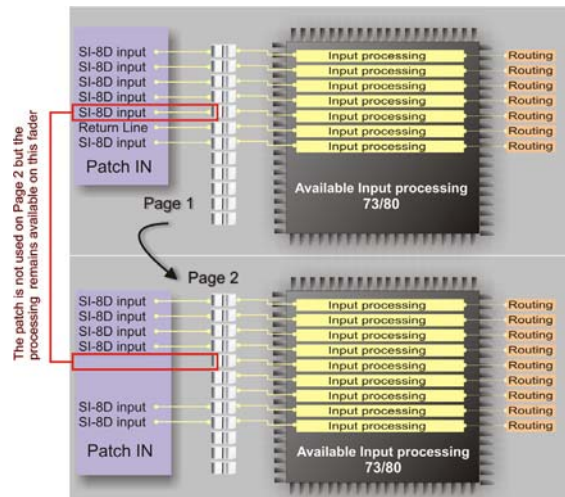 The patch is not used on Page 2 but the
processing remains available on this fader
SI-8D input
SI-8D input
SI-8D input
SI-8D input
SI-8D input
Return Line
SI-8D input
Patch IN
Input processing
Input processing
Input processing
Input processing
Input processing
Input processing
Input processing
Available Input processing
73/80
Routing
Routing
Routing
Routing
Routing
Routing
Routing
Page 1
Page 2
SI-8D input
SI-8D input
SI-8D input
SI-8D input
SI-8D input
SI-8D input
Patch IN
Input processing
Input processing
Input processing
Input processing
Input processing
Input processing
Input processing
Input processing
Input processing
Available Input processing
73/80
Routing
Routing
Routing
Routing
Routing
Routing
Routing
Routing
Routing